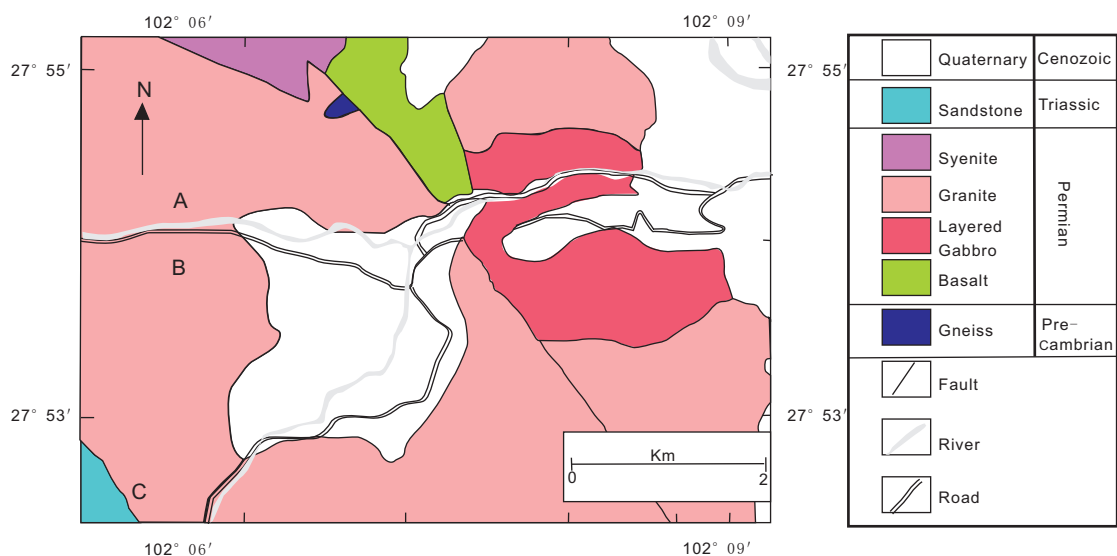 102° 06′
102° 09′
27° 55′
27° 55′
N
A
B
27° 53′
27° 53′
C
Km
0
2
102° 06′
102° 09′
Quaternary
Cenozoic
Sandstone
Triassic
Syenite
Granite
Layered
Gabbro
Basalt
Permian
Gneiss
Pre-
Cambrian
Fault
River
Road